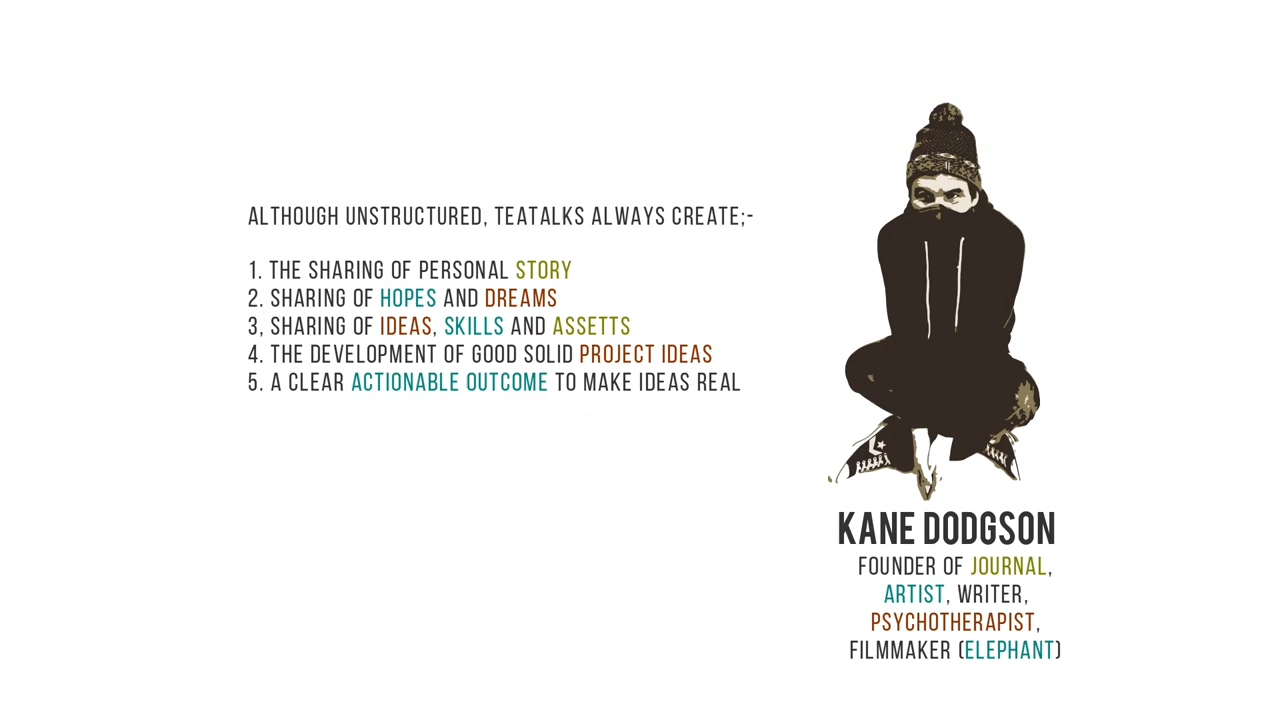 ALTHOUGH UNSTRUCTURED, TEATALKS ALWAYS CREATE;-
1. THE SHARING OF PERSONAL STORY
2. SHARING OF HOPES AND DREAMS
3, SHARING OF IDEAS, SKILLS AND ASSETTS
4. THE DEVELOPMENT OF GOOD SOLID PROJECT IDEAS
5. A CLEAR ACTIONABLE OUTCOME TO MAKE IDEAS REAL
KANE DODGSON
FOUNDER OF JOURNAL,
ARTIST, WRITER,
PSYCHOTHERAPIST,
FILMMAKER (ELEPHANT)